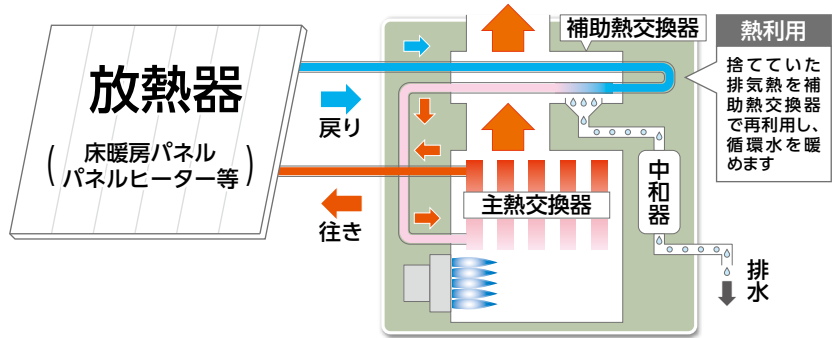 放熱器
(床暖房パネル
パネルヒーター等)
戻り
往き
補助熱交換器
主熱交換器
中和器
排水
熱利用
捨てていた
排気熱を補
助熱交換器
で再利用し、
循環水を暖
めます